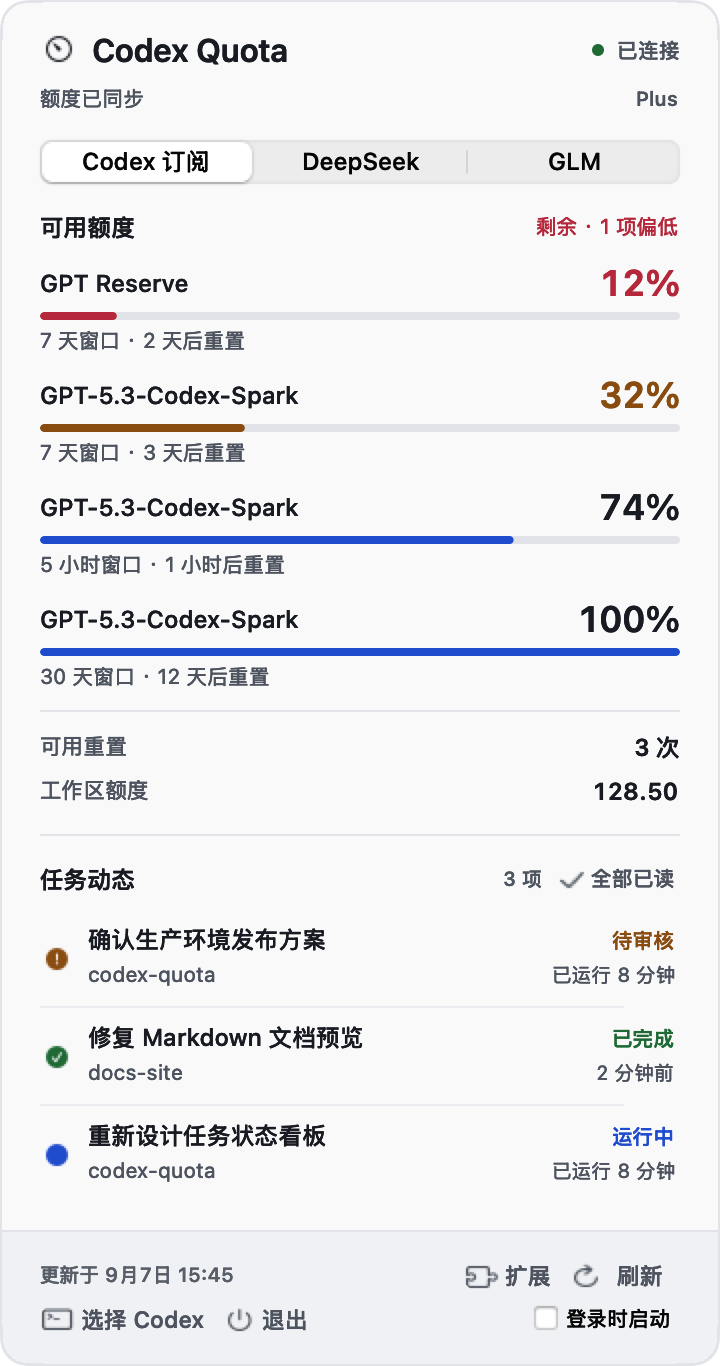 Codex Quota 已连接
额度已同步 Plus
Codex 订阅 DeepSeek GLM
可用额度 剩余 · 1 项偏低
GPT Reserve 12%
7 天窗口 · 2 天后重置
GPT-5.3-Codex-Spark 32%
7 天窗口 · 3 天后重置
GPT-5.3-Codex-Spark 74%
5 小时窗口 · 1 小时后重置
GPT-5.3-Codex-Spark 100%
30 天窗口 · 12 天后重置
可用重置 3 次
工作区额度 128.50
任务动态 3 项 全部已读
确认生产环境发布方案 待审核
codex-quota 已运行 8 分钟
修复 Markdown 文档预览 已完成
docs-site 2 分钟前
重新设计任务状态看板 运行中
codex-quota 已运行 8 分钟
更新于 9月7日 15:45 扩展 刷新
选择 Codex 退出 登录时启动